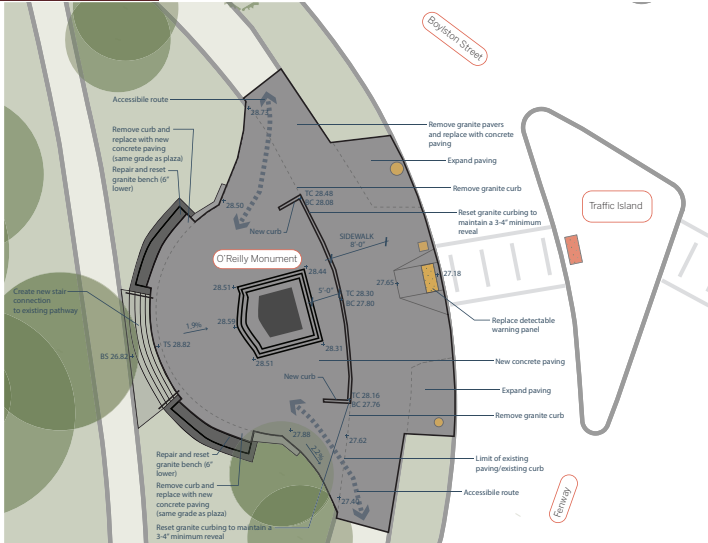 Boylston Street
Accessibile route
28.73
Remove granite pavers
and replace with concrete
paving
Remove curb and
replace with new
concrete paving
(same grade as plaza)
Expand paving
Repair and reset
granite bench (6"
lower)
Remove granite curb
TC 28.48
BC 28.08
28.50
Traffic Island
Reset granite curbing to
maintain a 3-4" minimum
reveal
New curb
SIDEWALK
8'-0"
O'Reilly Monument
28.44
27.18
27.65
28.51
5'-0"
TC 28.30
BC 27.80
Create new stair
connection
to existing pathway
Replace detectable
warning panel
1.9%
28.59
TS 28.82
28.31
BS 26.82
28.51
New concrete paving
New curb
Expand paving
TC 28.16
BC 27.76
Remove granite curb
27.88
27.62
2.2%
Repair and reset
granite bench (6"
lower)
Limit of existing
paving/existing curb
Remove curb and
replace with new
concrete paving
(same grade as plaza)
Accessibile route
Fenway
Reset granite curbing to maintain a
3-4" minimum reveal